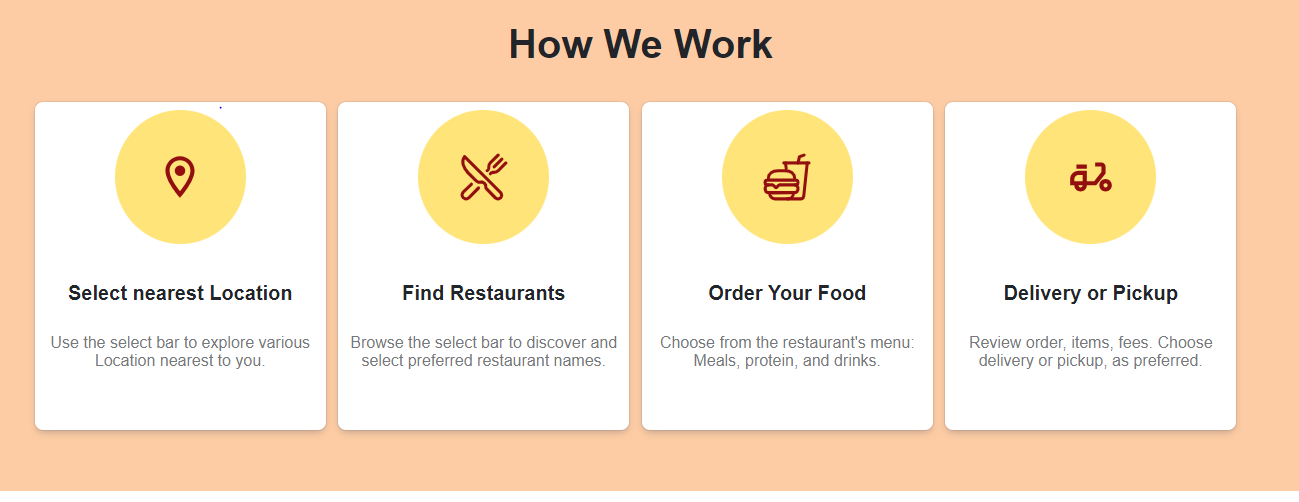 How We Work
Select nearest Location
Use the select bar to explore various
Location nearest to you.
Find Restaurants
Browse the select bar to discover and
select preferred restaurant names.
Order Your Food
Choose from the restaurant's menu:
Meals, protein, and drinks.
Delivery or Pickup
Review order, items, fees. Choose
delivery or pickup, as preferred.